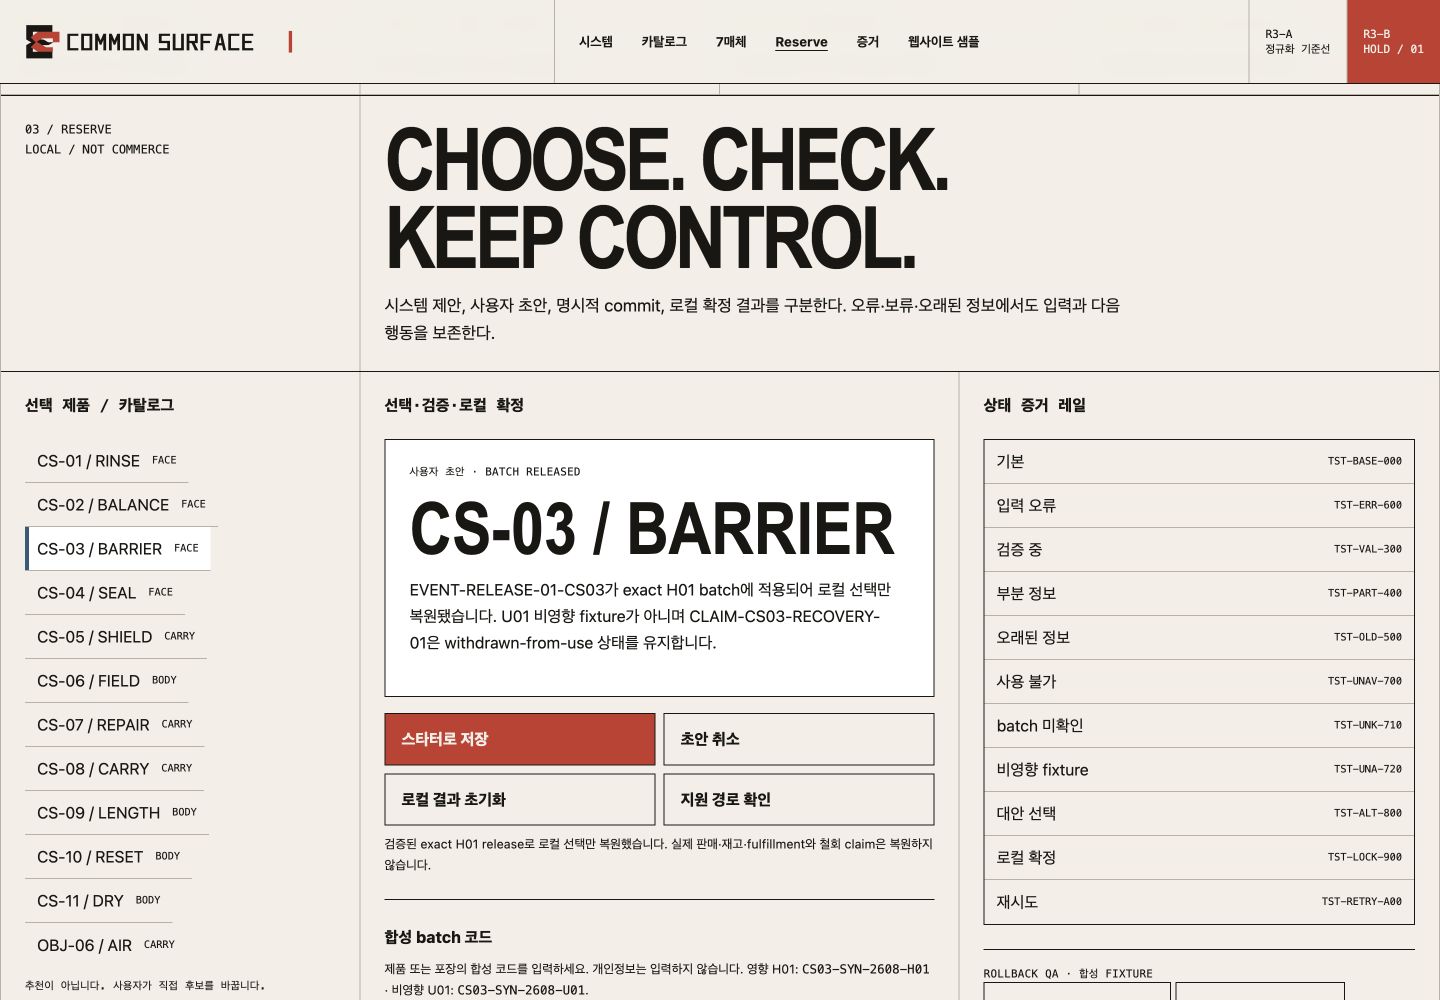 COMMON SURFACE
시스템 카탈로그 7매체 Reserve 증거 웹사이트 샘플
R3-A
정규화 기준선
R3-B
HOLD / 01
03 / RESERVE
LOCAL / NOT COMMERCE
CHOOSE. CHECK.
KEEP CONTROL.
시스템 제안, 사용자 초안, 명시적 commit, 로컬 확정 결과를 구분한다. 오류·보류·오래된 정보에서도 입력과 다음
행동을 보존한다.
선택 제품 / 카탈로그
CS-01 / RINSE FACE
CS-02 / BALANCE FACE
CS-03 / BARRIER FACE
CS-04 / SEAL FACE
CS-05 / SHIELD CARRY
CS-06 / FIELD BODY
CS-07 / REPAIR CARRY
CS-08 / CARRY CARRY
CS-09 / LENGTH BODY
CS-10 / RESET BODY
CS-11 / DRY BODY
OBJ-06 / AIR CARRY
추천이 아닙니다. 사용자가 직접 후보를 바꿉니다.
선택·검증·로컬 확정
사용자 초안 · BATCH RELEASED
CS-03 / BARRIER
EVENT-RELEASE-01-CS03가 exact H01 batch에 적용되어 로컬 선택만
복원됐습니다. U01 비영향 fixture가 아니며 CLAIM-CS03-RECOVERY-
01은 withdrawn-from-use 상태를 유지합니다.
스타터로 저장
초안 취소
로컬 결과 초기화
지원 경로 확인
검증된 exact H01 release로 로컬 선택만 복원했습니다. 실제 판매·재고·fulfillment와 철회 claim은 복원하지
않습니다.
합성 batch 코드
제품 또는 포장의 합성 코드를 입력하세요. 개인정보는 입력하지 않습니다. 영향 H01: CS03-SYN-2608-H01
· 비영향 U01: CS03-SYN-2608-U01.
상태 증거 레일
기본 TST-BASE-000
입력 오류 TST-ERR-600
검증 중 TST-VAL-300
부분 정보 TST-PART-400
오래된 정보 TST-OLD-500
사용 불가 TST-UNAV-700
batch 미확인 TST-UNK-710
비영향 fixture TST-UNA-720
대안 선택 TST-ALT-800
로컬 확정 TST-LOCK-900
재시도 TST-RETRY-A00
ROLLBACK QA · 합성 FIXTURE